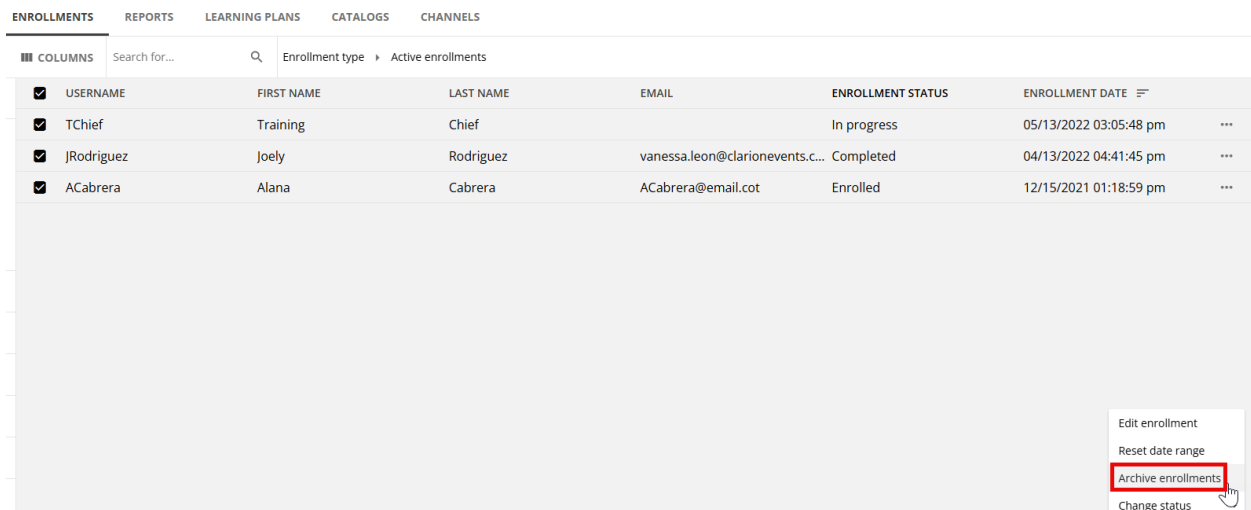 ENROLLMENTS REPORTS LEARNING PLANS CATALOGS CHANNELS
COLUMNS Search for... Enrollment type Active enrollments
USERNAME FIRST NAME LAST NAME EMAIL ENROLLMENT STATUS ENROLLMENT DATE
TChief Training Chief In progress 05/13/2022 03:05:48 pm
JRodriguez Joely Rodriguez vanessa.leon@clarionevents.c... Completed 04/13/2022 04:41:45 pm
ACabrera Alana Cabrera ACabrera@email.cot Enrolled 12/15/2021 01:18:59 pm
Edit enrollment
Reset date range
Archive enrollments
Change status